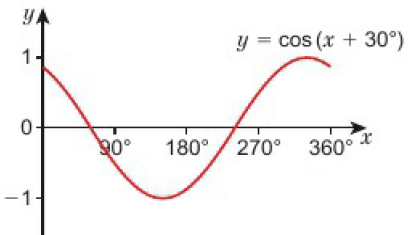 y
y = cos (x + 30°)
1
0
90° 180° 270° 360° x
−1